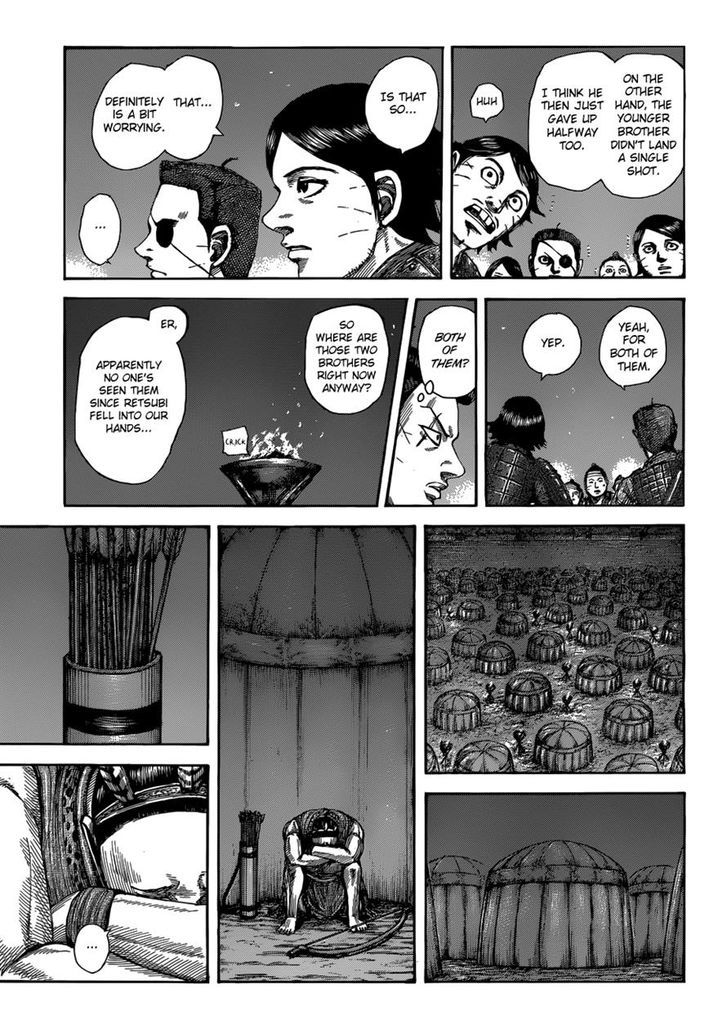 ON THE
OTHER
HAND, THE
YOUNGER
BROTHER
DIDN'T LAND
A SINGLE
SHOT.
I THINK HE
THEN JUST
GAVE UP
HALFWAY
TOO.
HUH
IS THAT
SO...
THAT...
DEFINITELY
IS A BIT
WORRYING.
...
YEAH,
FOR
BOTH OF
THEM.
YEP.
BOTH
OF
THEM?
SO
WHERE ARE
THOSE TWO
BROTHERS
RIGHT NOW
ANYWAY?
CRICK
ER,
APPARENTLY
NO ONE'S
SEEN THEM
SINCE RETSUBI
FELL INTO OUR
HANDS...
...